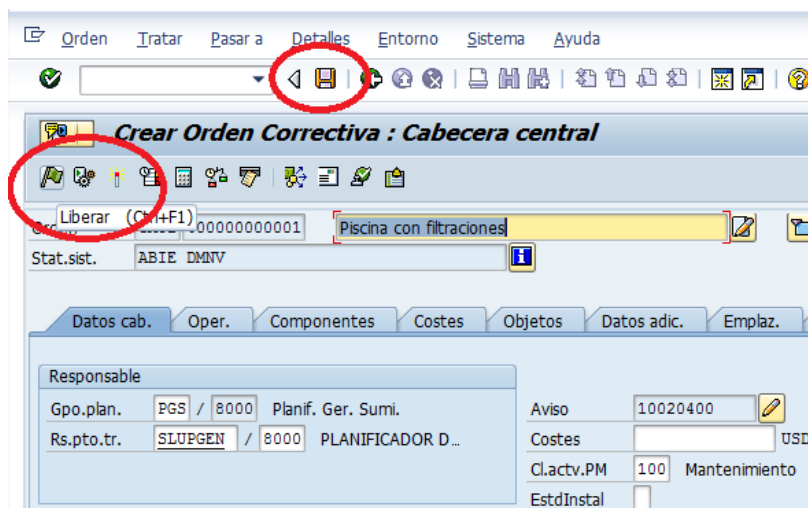 Orden Tratar Pasar a Detalles Entorno Sistema Ayuda
Crear Orden Correctiva : Cabecera central
Liberar (Ctrl+F1)
00000000001 Piscina con filtraciones
Stat.sist. ABIE DMNV
Datos cab. Oper. Componentes Costes Objetos Datos adic. Emplaz.
Responsable
Gpo.plan. PGS / 8000 Planif. Ger. Sumi. Aviso 10020400
Rs.pto.tr. SLUPGEN / 8000 PLANIFICADOR D… Costes USD
Cl.actv.PM 100 Mantenimiento
EstdInstal